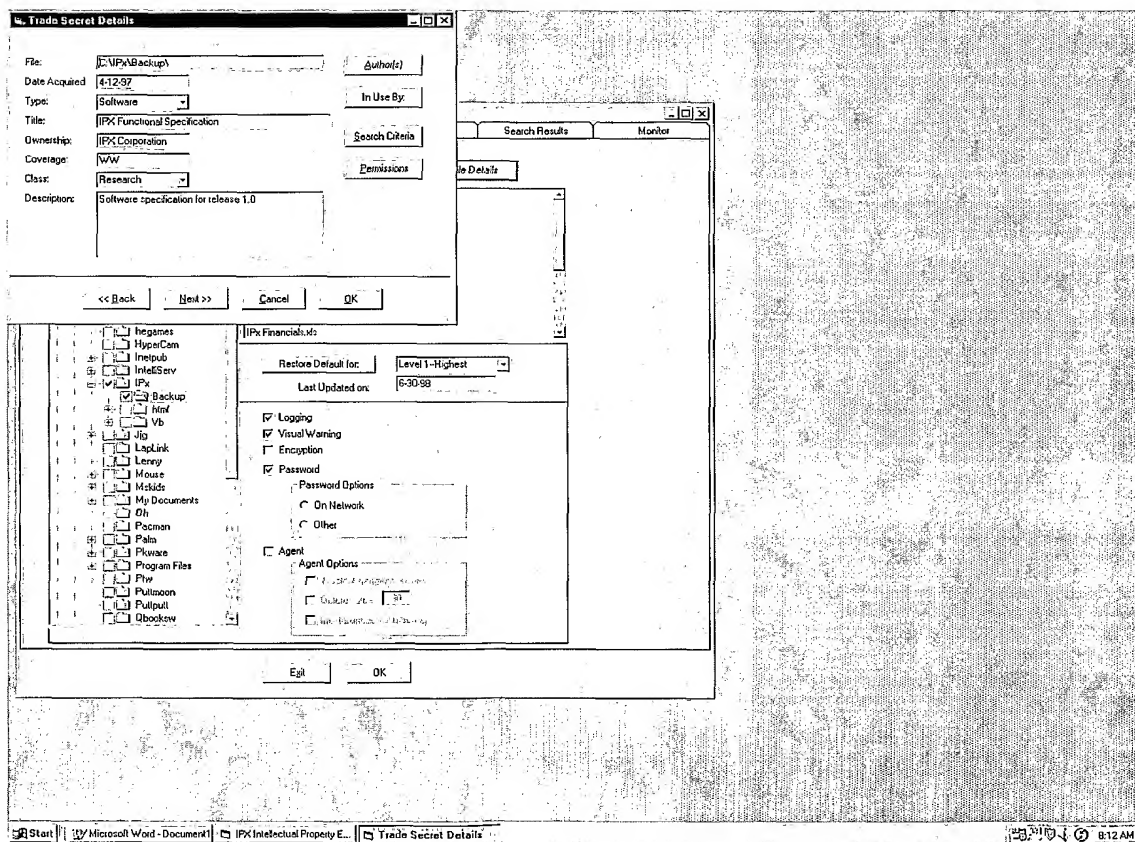 Trade Secret Details
File: C:\IPx\Backup\
Author(s)
Date Acquired 4-12-97
In Use By:
Type: Software
Title: IPX Functional Specification
Search Criteria
Ownership: IPX Corporation
Coverage: WW
Permissions
Class: Research
Description: Software specification for release 1.0
<< Back Next >> Cancel OK
Search Results Monitor
le Details
IPx Financials.xls
hegames
HyperCam
Inetpub
IntelliServ
IPx
Backup
html
Vb
Jig
LapLink
Lenny
Mouse
Mskids
My Documents
Oh
Pacman
Palm
Pkware
Program Files
Ptw
Pullmoon
Pullpull
Qbooksw
Restore Default for: Level 1--Highest
Last Updated on: 6-30-98
Logging
Visual Warning
Encryption
Password
Password Options
On Network
Other
Agent
Agent Options
30
Exit OK
Start Microsoft Word - Document1 IPX Intellectual Property E... Trade Secret Details 8:12 AM